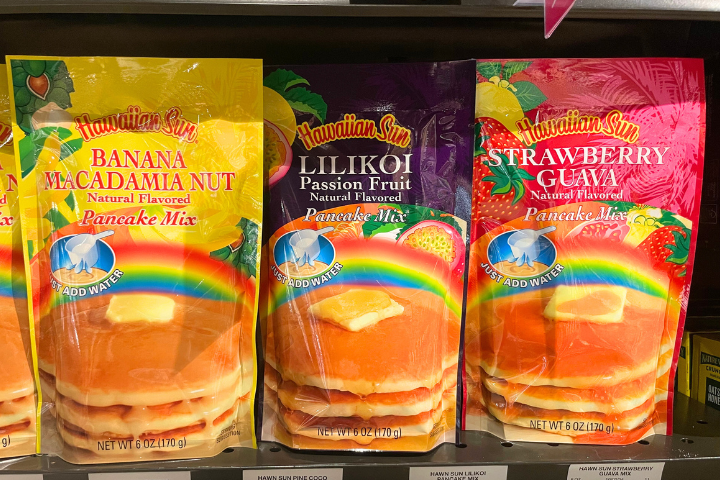 Hawaiian Sun
BANANA
MACADAMIA NUT
Natural Flavored
Pancake Mix
JUST ADD WATER
NET WT 6 OZ (170 g)
Hawaiian Sun
LILIKOI
Passion Fruit
Natural Flavored
Pancake Mix
JUST ADD WATER
NET WT 6 OZ (170g)
Hawaiian Sun
STRAWBERRY
GUAVA
Natural Flavored
Pancake Mix
JUST ADD WATER
NET WT 6 OZ (170g)
HAWN SUN PINE COCO
HAWN SUN LILIKOI
PANCAKE MIX
HAWN SUN STRAWBERRY
GUAVA MIX